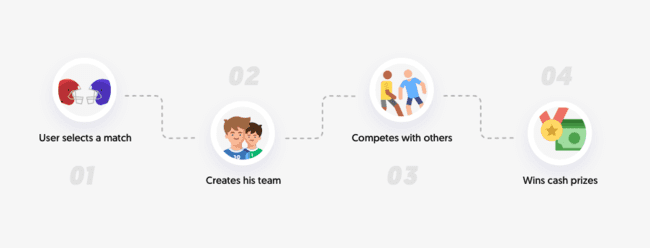 User selects a match
01
02
Creates his team
Competes with others
03
04
Wins cash prizes